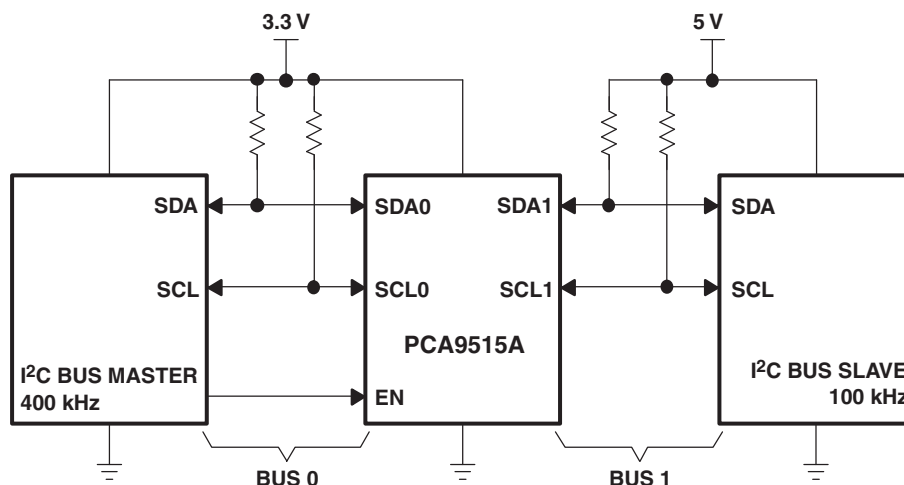 3.3 V
5 V
SDA
SDA0
SDA1
SDA
SCL
SCL0
SCL1
SCL
PCA9515A
I²C BUS MASTER
400 kHz
EN
I²C BUS SLAVE
100 kHz
BUS 0
BUS 1